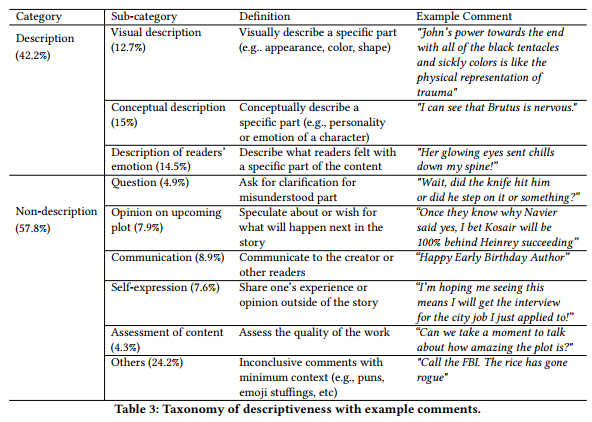 Category Sub-category Definition Example Comment
Description Visual description Visually describe a specific part "John's power towards the end
(42.2%) (12.7%) (e.g.. appearance, color, shape) with all of the black tentacles
and sickly colors is like the
physical representation of
trauma"
Conceptual description Conceptually describe a "I can see that Brutus is nervous."
(15%) specific part (e.g., personality
or emotion of a character)
Description of readers' Describe what readers felt with "Her glowing eyes sent chills
emotion (14.5%) a specific part of the content down my spine!"
Non-description Question (4.9%) Ask for clarification for "Wait, did the knife hit him
(57.8%) misunderstood part or did he step on it or something?"
Opinion on upcoming Speculate about or wish for "Once they know why Navier
plot (7.9%) what will happen next in the said yes, I bet Kosair will be
story 100% behind Heinrey succeeding"
Communication (8.9%) Communicate to the creator or "Happy Early Birthday Author"
other readers
Self-expression (7.6%) Share one's experience or "I'm hoping me seeing this
opinion outside of the story means I will get the interview
for the city job I just applied to!"
Assessment of content Assess the quality of the work "Can we take a moment to talk
(4.3%) about how amazing the plot is?"
Others (24.2%) Inconclusive comments with "Call the FBI. The rice has gone
minimum context (e.g., puns, rogue"
emoji stuffings, etc)
Table 3: Taxonomy of descriptiveness with example comments.